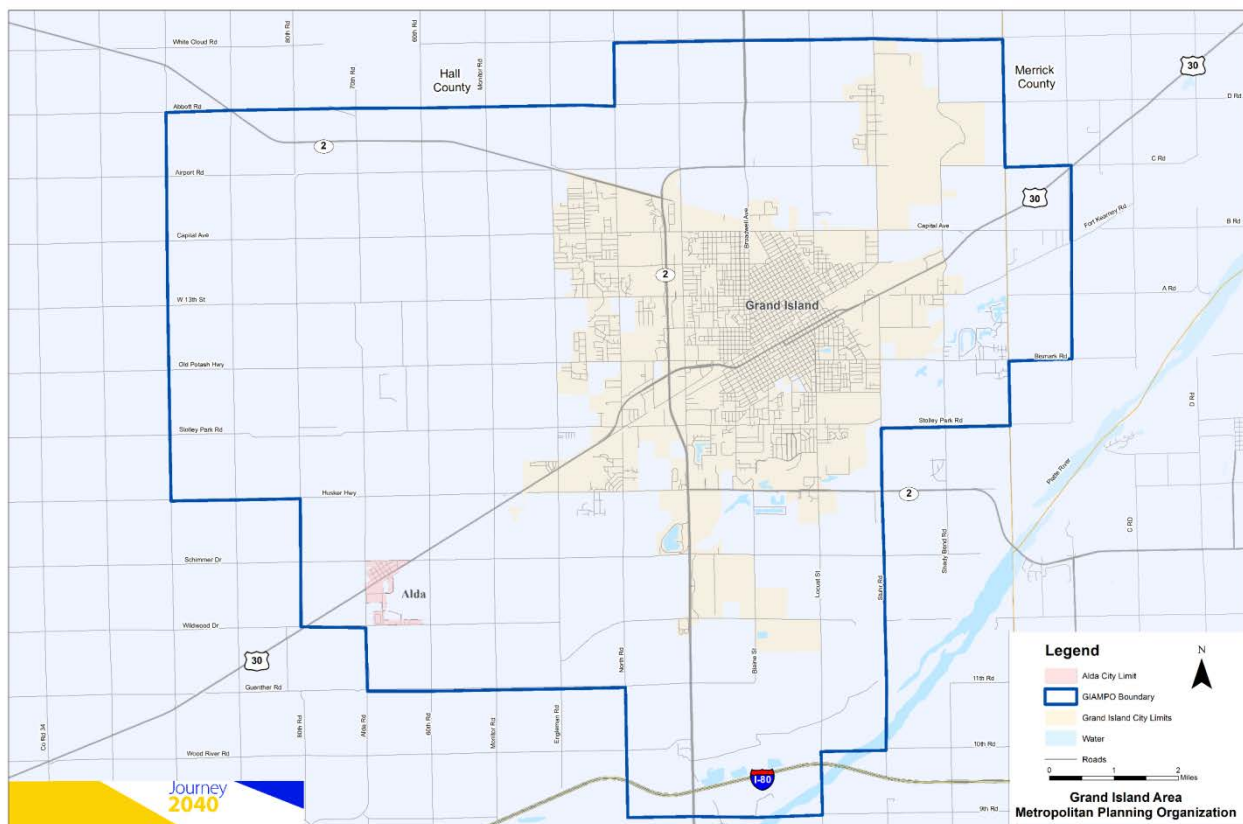 White Cloud Rd
80th Rd
60th Rd
70th Rd
Monitor Rd
Hall
County
Merrick
County
30
D Rd
Abbott Rd
2
C Rd
Airport Rd
30
Fort Kearney Rd
B Rd
Broadwell Ave
Capital Ave
Capital Ave
2
A Rd
W 13th St
Grand Island
Bismark Rd
Old Potash Hwy
D Rd
Stolley Park Rd
Stolley Park Rd
Platte River
Husker Hwy
2
C RD
Shady Bend Rd
Schimmer Dr
Locust St
Stuhr Rd
Alda
Wildwood Dr
30
North Rd
Blaine St
Guenther Rd
11th Rd
Co Rd 34
80th Rd
Alda Rd
60th Rd
Monitor Rd
Engleman Rd
Wood River Rd
10th Rd
I-80
9th Rd
Journey
2040
Legend
N
Alda City Limit
GIAMPO Boundary
Grand Island City Limits
Water
Roads
0 1 2
Miles
Grand Island Area
Metropolitan Planning Organization